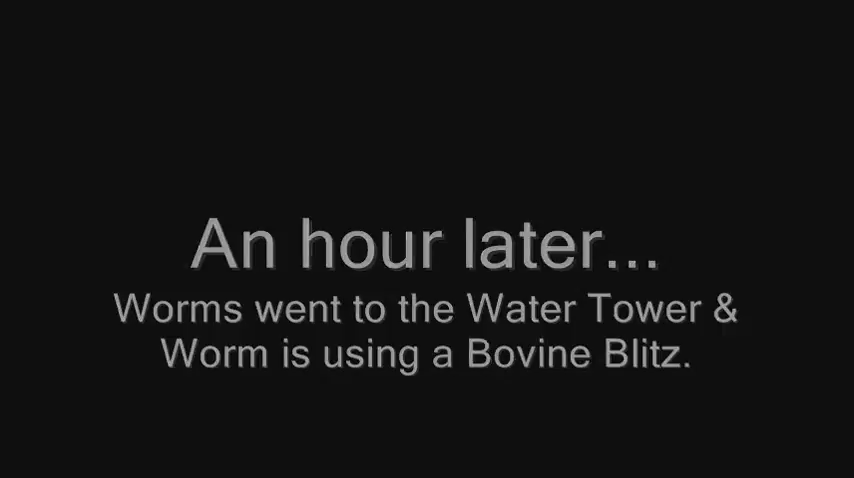 An hour later...
Worms went to the Water Tower &
Worm is using a Bovine Blitz.